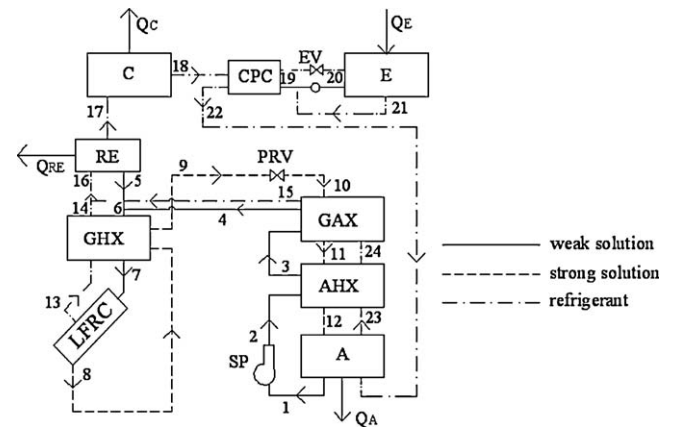 QC
QE
C
18
CPC
EV
19
20
E
17
22
21
QRE
RE
9
PRV
16
5
15
10
14
6
4
GAX
GHX
11
24
7
3
13
AHX
LFRC
2
12
23
8
SP
A
1
QA
weak solution
strong solution
refrigerant